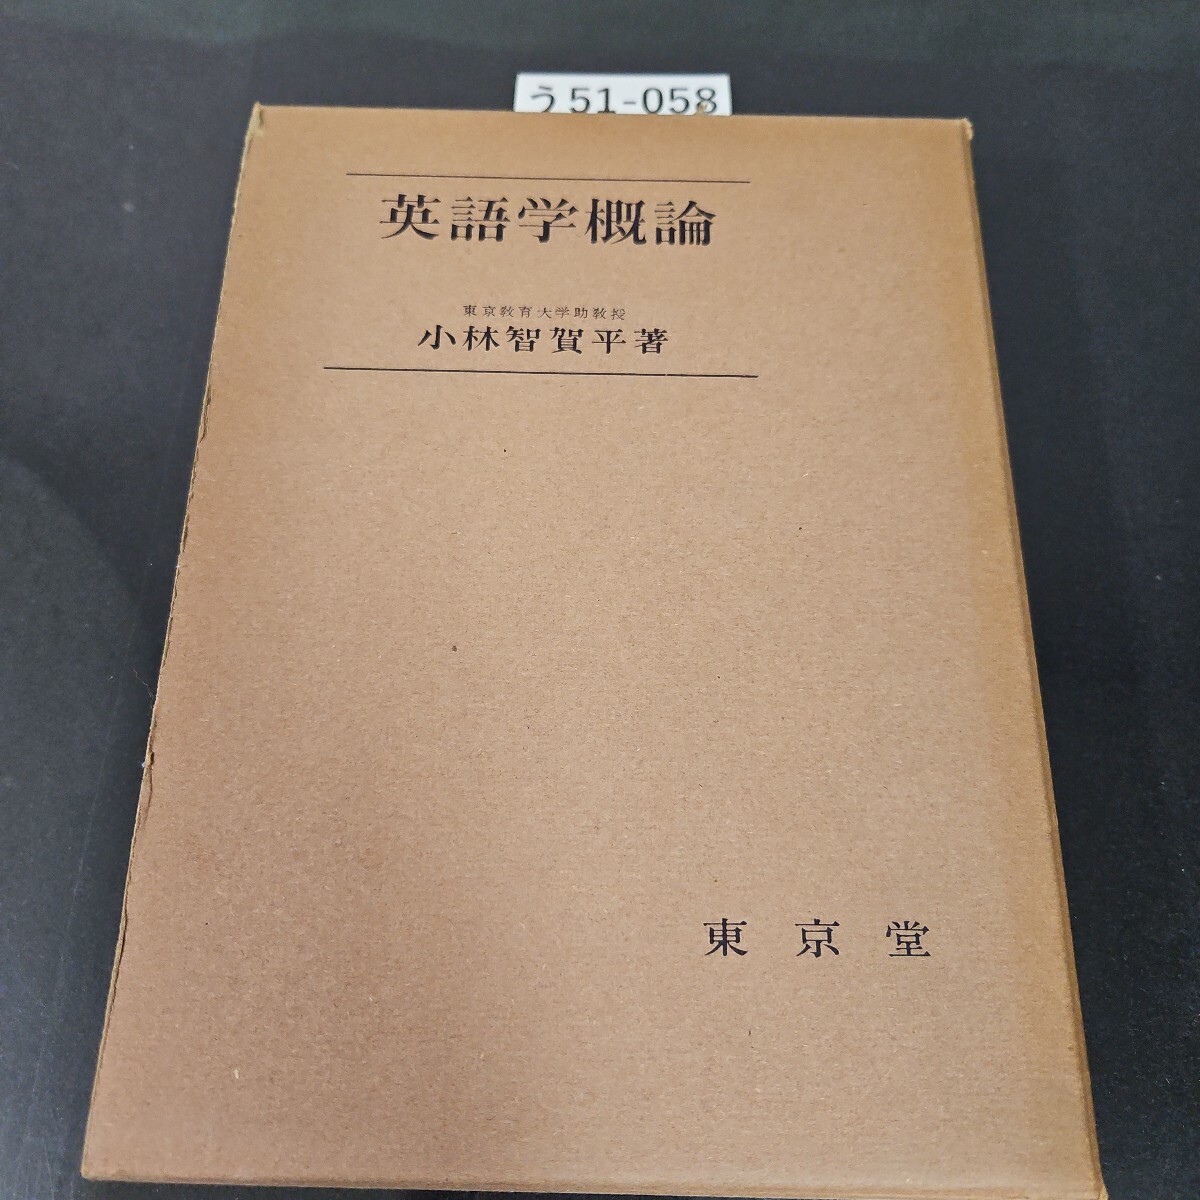 う51-058
英語学概論
東京教育大学助教授
小林智賀平著
東京堂